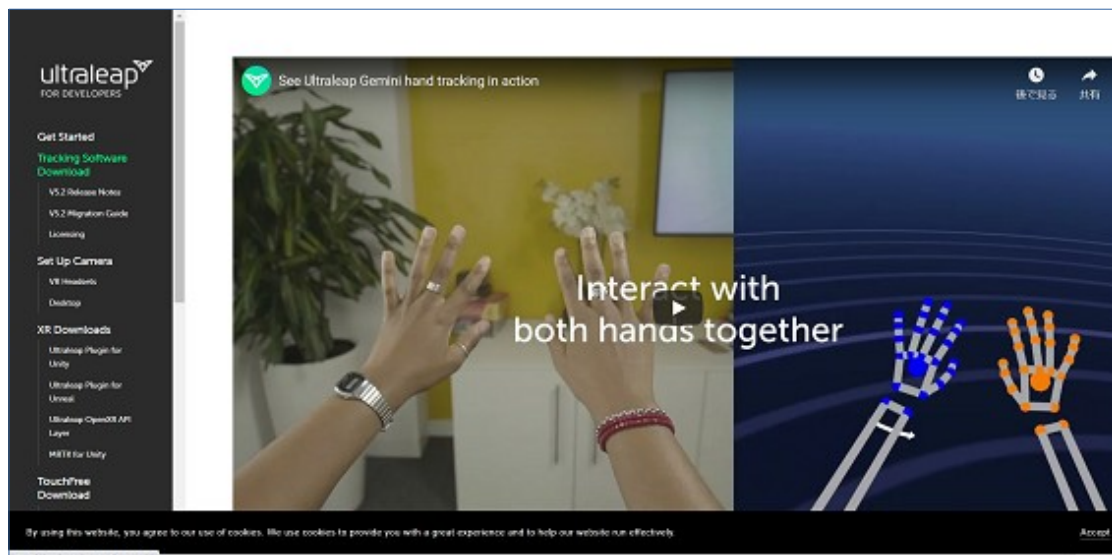 ultraleap
FOR DEVELOPERS
Get Started
Tracking Software
Download
V5.2 Release Notes
V5.2 Migration Guide
Licensing
Set Up Camera
VR Headsets
Desktop
XR Downloads
Ultraleap Plugin for
Unity
Ultraleap Plugin for
Unreal
Ultraleap OpenXR API
Layer
MRTK for Unity
TouchFree
Download
See Ultraleap Gemini hand tracking in action
後で見る
共有
Interact with
both hands together
By using this website, you agree to our use of cookies. We use cookies to provide you with a great experience and to help our website run effectively.
Accept